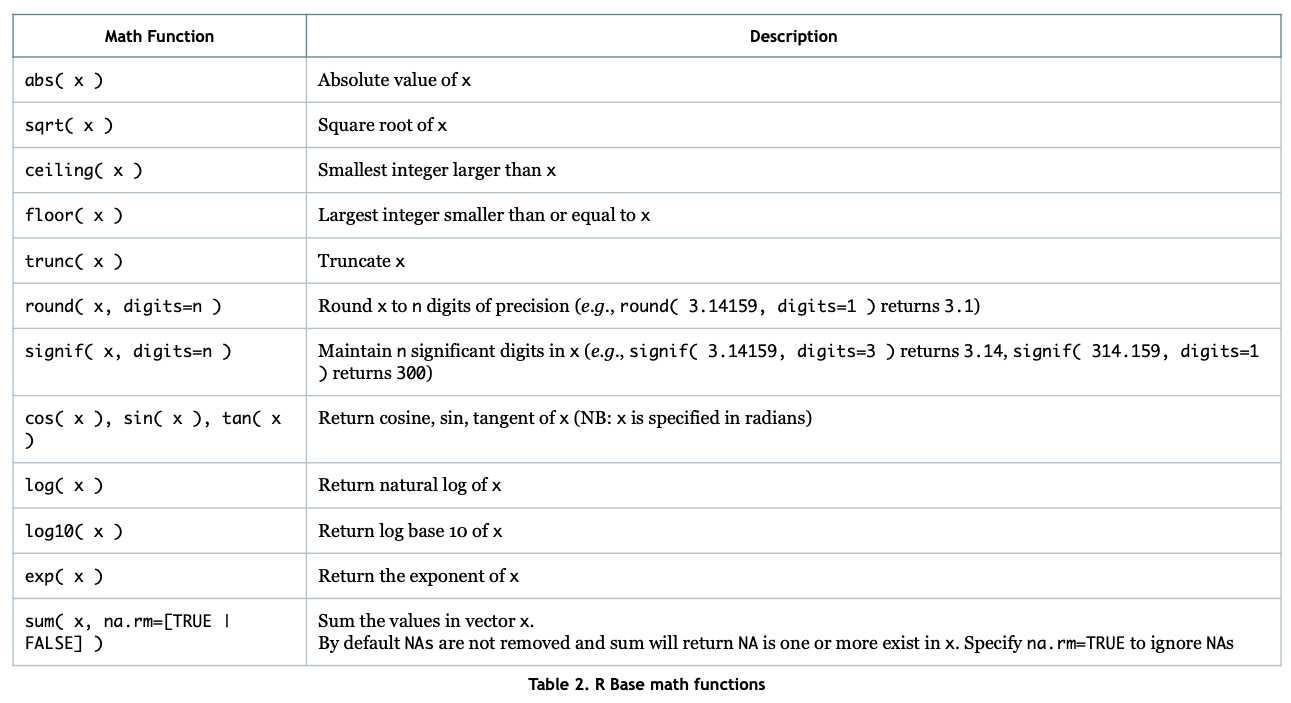 Math Function Description
abs( x ) Absolute value of x
sqrt( x ) Square root of x
ceiling( x ) Smallest integer larger than x
floor( x ) Largest integer smaller than or equal to x
trunc( x ) Truncate x
round( x, digits=n ) Round x to n digits of precision (e.g., round( 3.14159, digits=1 ) returns 3.1)
signif( x, digits=n ) Maintain n significant digits in x (e.g., signif( 3.14159, digits=3 ) returns 3.14, signif( 314.159, digits=1
) returns 300)
cos( x ), sin( x ), tan( x
)
Return cosine, sin, tangent of x (NB: x is specified in radians)
log( x ) Return natural log of x
log10( x ) Return log base 10 of x
exp( x ) Return the exponent of x
sum( x, na.rm=[TRUE |
FALSE] )
Sum the values in vector x.
By default NAs are not removed and sum will return NA is one or more exist in x. Specify na.rm=TRUE to ignore NAs
Table 2. R Base math functions